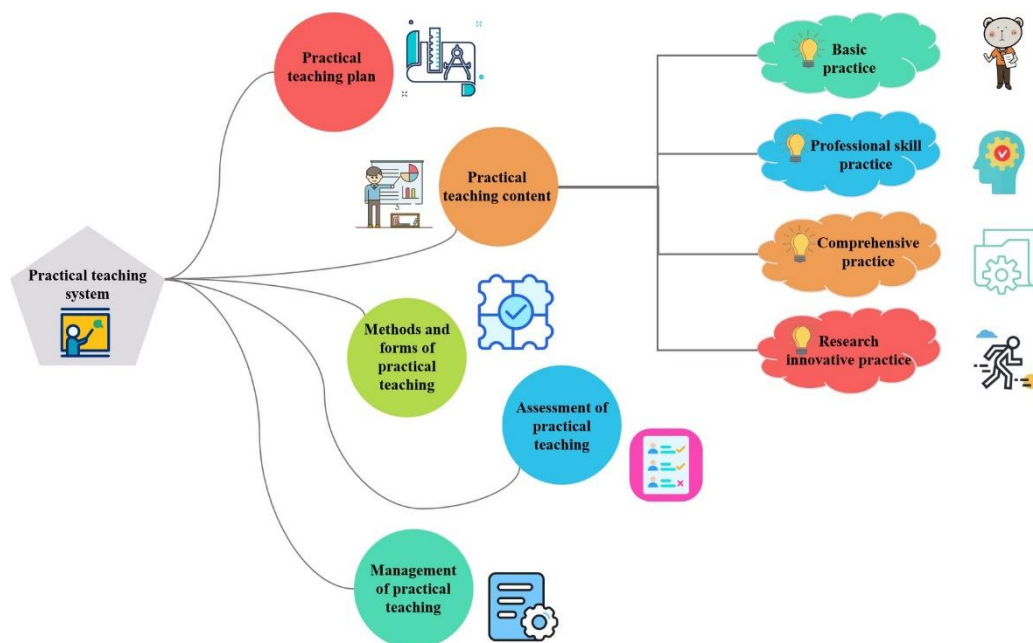 Practical teaching
system
Practical
teaching plan
Practical
teaching content
Methods and
forms of
practical
teaching
Assessment of
practical
teaching
Management
of practical
teaching
Basic
practice
Professional skill
practice
Comprehensive
practice
Research
innovative practice